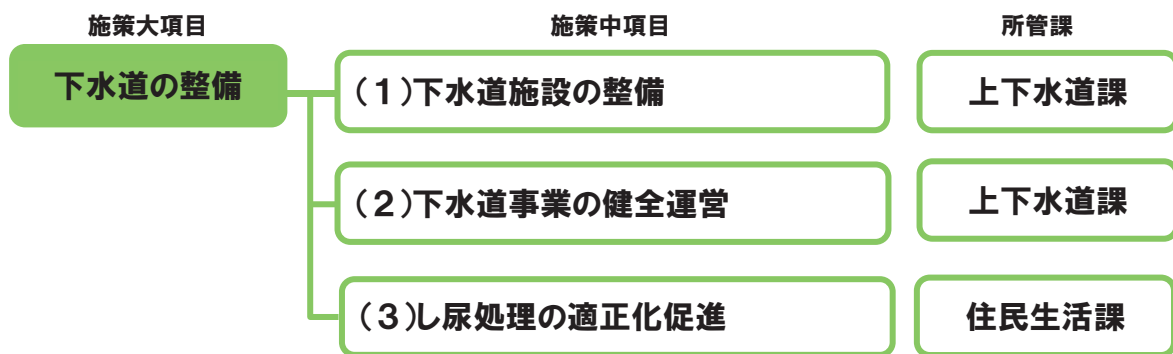 施策大項目 施策中項目 所管課
下水道の整備 （１）下水道施設の整備 上下水道課
（２）下水道事業の健全運営 上下水道課
（３）し尿処理の適正化促進 住民生活課